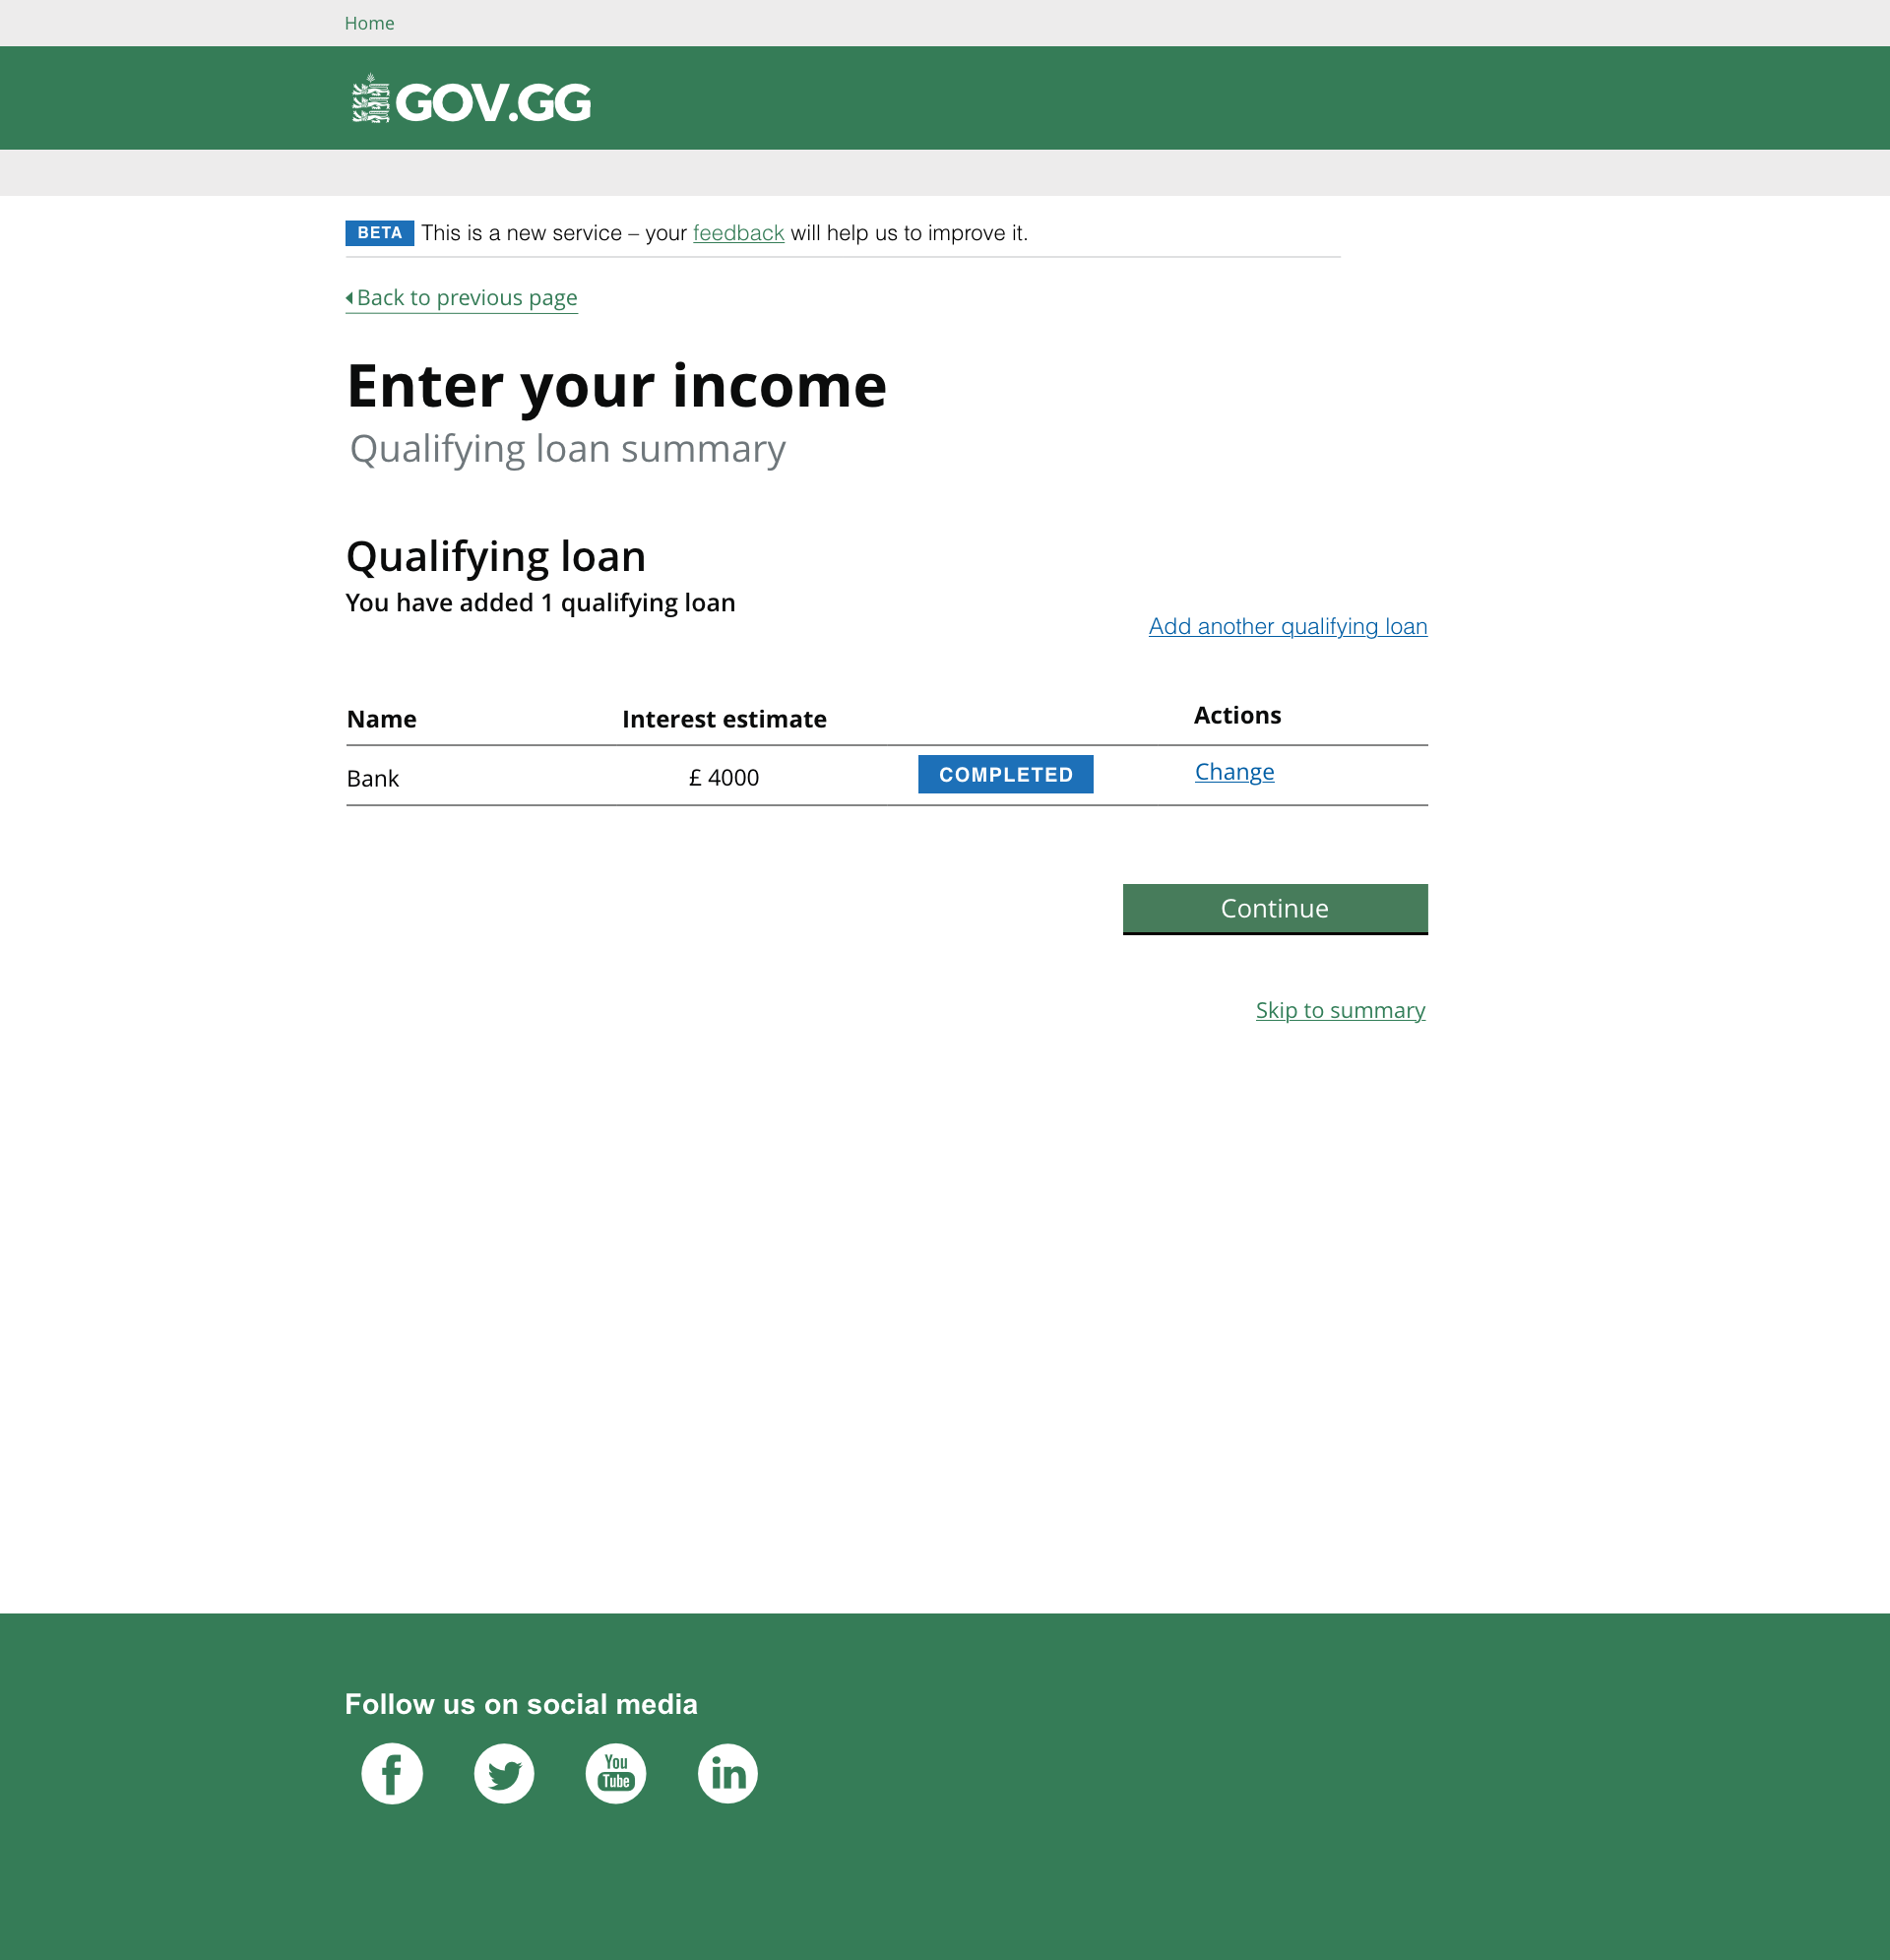 Home
GOV.GG
BETA This is a new service – your feedback will help us to improve it.
Back to previous page
Enter your income
Qualifying loan summary
Qualifying loan
You have added 1 qualifying loan
Add another qualifying loan
Name Interest estimate Actions
Bank £ 4000 COMPLETED Change
Continue
Skip to summary
Follow us on social media
f You Tube in